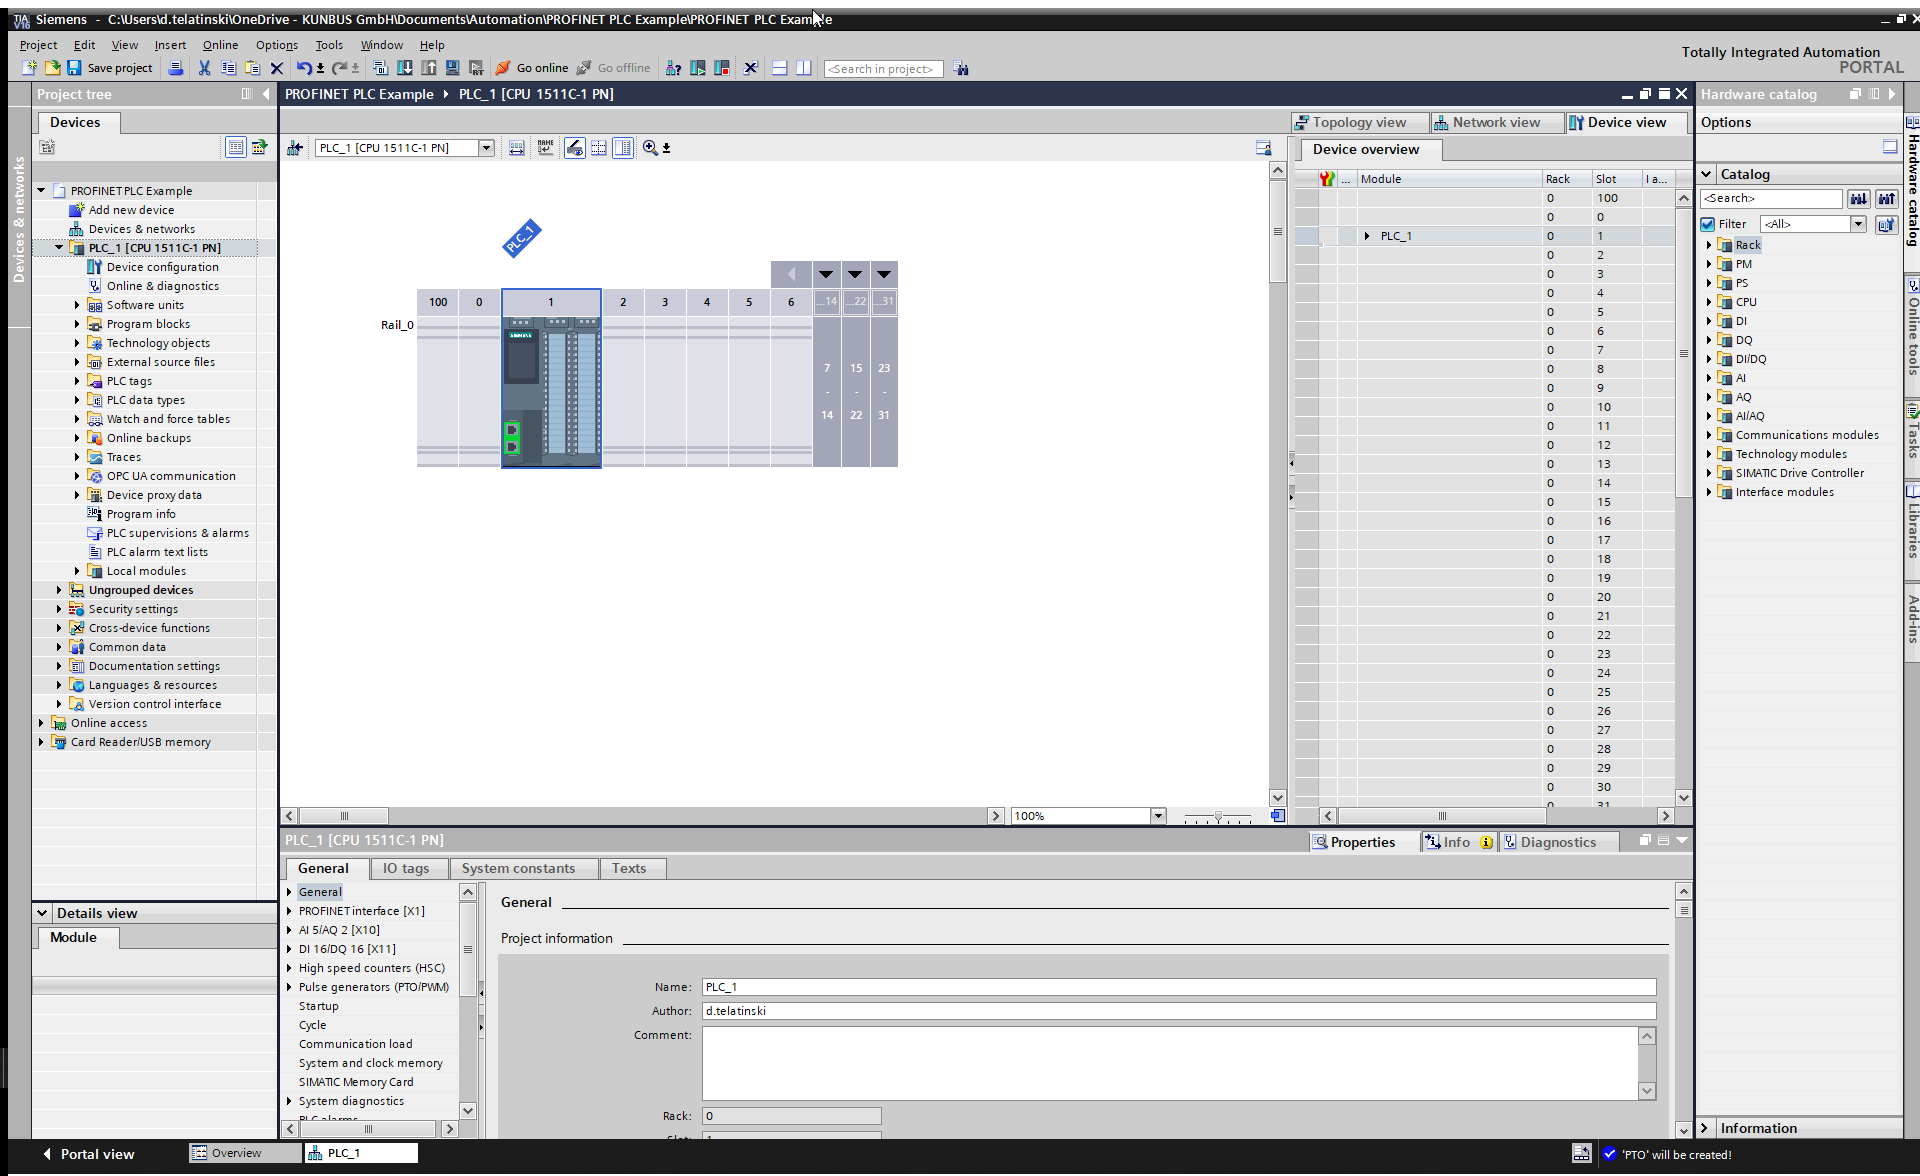 Siemens - C:\Users\d.telatinski\OneDrive - KUNBUS GmbH\Documents\Automation\PROFINET PLC Example\PROFINET PLC Example
Project Edit View Insert Online Options Tools Window Help
Totally Integrated Automation
PORTAL
Save project
Go online
Go offline
<Search in project>
Project tree
PROFINET PLC Example ▸ PLC_1 [CPU 1511C-1 PN]
Hardware catalog
Devices
Topology view
Network view
Device view
Options
PLC_1 [CPU 1511C-1 PN]
Device overview
Devices & networks
PROFINET PLC Example
Add new device
Devices & networks
PLC_1 [CPU 1511C-1 PN]
Device configuration
Online & diagnostics
Software units
Program blocks
Technology objects
External source files
PLC tags
PLC data types
Watch and force tables
Online backups
Traces
OPC UA communication
Device proxy data
Program info
PLC supervisions & alarms
PLC alarm text lists
Local modules
Ungrouped devices
Security settings
Cross-device functions
Common data
Documentation settings
Languages & resources
Version control interface
Online access
Card Reader/USB memory
Details view
Module
PLC_1
100 0 1 2 3 4 5 6 ...14 ...22 ...31
Rail_0
SIEMENS
7 15 23
- - -
14 22 31
100%
... Module Rack Slot I a...
0 100
0 0
PLC_1 0 1
0 2
0 3
0 4
0 5
0 6
0 7
0 8
0 9
0 10
0 11
0 12
0 13
0 14
0 15
0 16
0 17
0 18
0 19
0 20
0 21
0 22
0 23
0 24
0 25
0 26
0 27
0 28
0 29
0 30
0 31
Catalog
<Search>
Filter <All>
Rack
PM
PS
CPU
DI
DQ
DI/DQ
AI
AQ
AI/AQ
Communications modules
Technology modules
SIMATIC Drive Controller
Interface modules
Information
Hardware catalog
Online tools
Tasks
Libraries
Add-ins
PLC_1 [CPU 1511C-1 PN]
Properties
Info
Diagnostics
General
IO tags
System constants
Texts
General
PROFINET interface [X1]
AI 5/AQ 2 [X10]
DI 16/DQ 16 [X11]
High speed counters (HSC)
Pulse generators (PTO/PWM)
Startup
Cycle
Communication load
System and clock memory
SIMATIC Memory Card
System diagnostics
PLC alarms
General
Project information
Name: PLC_1
Author: d.telatinski
Comment:
Rack: 0
Slot: 1
Portal view
Overview
PLC_1
'PTO' will be created!